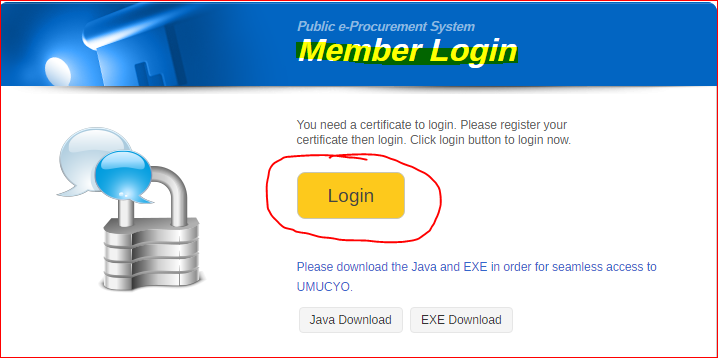 Public e-Procurement System
Member Login
You need a certificate to login. Please register your
certificate then login. Click login button to login now.
Login
Please download the Java and EXE in order for seamless access to
UMUCYO.
Java Download EXE Download